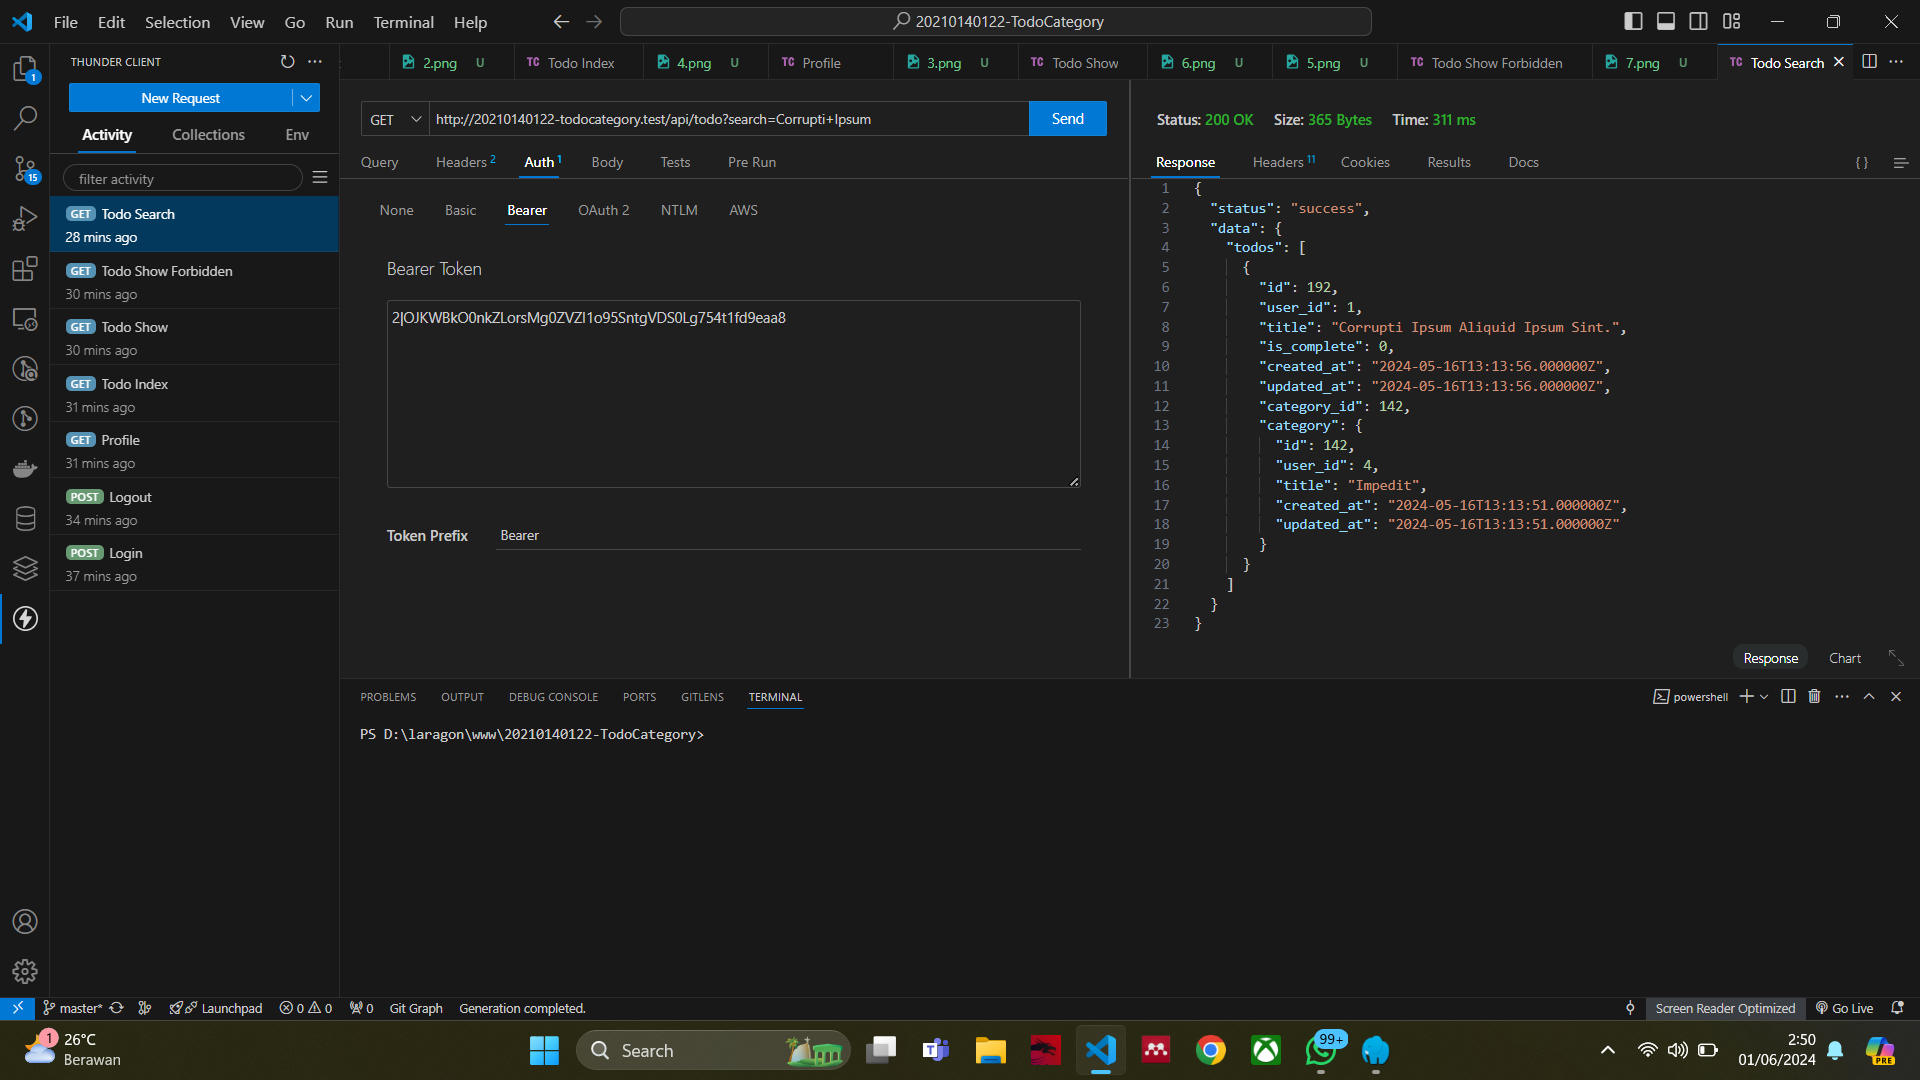 File Edit Selection View Go Run Terminal Help
20210140122-TodoCategory
THUNDER CLIENT
New Request
Activity Collections Env
filter activity
GET Todo Search
28 mins ago
GET Todo Show Forbidden
30 mins ago
GET Todo Show
30 mins ago
GET Todo Index
31 mins ago
GET Profile
31 mins ago
POST Logout
34 mins ago
POST Login
37 mins ago
1
15
2.png U TC Todo Index 4.png U TC Profile 3.png U TC Todo Show 6.png U 5.png U TC Todo Show Forbidden 7.png U TC Todo Search
GET http://20210140122-todocategory.test/api/todo?search=Corrupti+Ipsum Send
Query Headers 2 Auth 1 Body Tests Pre Run
None Basic Bearer OAuth 2 NTLM AWS
Bearer Token
2|OJKWBkO0nkZLorsMg0ZVZI1o95SntgVDS0Lg754t1fd9eaa8
Token Prefix Bearer
Status: 200 OK Size: 365 Bytes Time: 311 ms
Response Headers 11 Cookies Results Docs { }
1 {
2 "status": "success",
3 "data": {
4 "todos": [
5 {
6 "id": 192,
7 "user_id": 1,
8 "title": "Corrupti Ipsum Aliquid Ipsum Sint.",
9 "is_complete": 0,
10 "created_at": "2024-05-16T13:13:56.000000Z",
11 "updated_at": "2024-05-16T13:13:56.000000Z",
12 "category_id": 142,
13 "category": {
14 "id": 142,
15 "user_id": 4,
16 "title": "Impedit",
17 "created_at": "2024-05-16T13:13:51.000000Z",
18 "updated_at": "2024-05-16T13:13:51.000000Z"
19 }
20 }
21 ]
22 }
23 }
Response Chart
PROBLEMS OUTPUT DEBUG CONSOLE PORTS GITLENS TERMINAL
powershell
PS D:\laragon\www\20210140122-TodoCategory>
master* Launchpad 0 0 0 Git Graph Generation completed.
Screen Reader Optimized Go Live
1
26°C
Berawan
Search
99+
2:50
01/06/2024
PRE